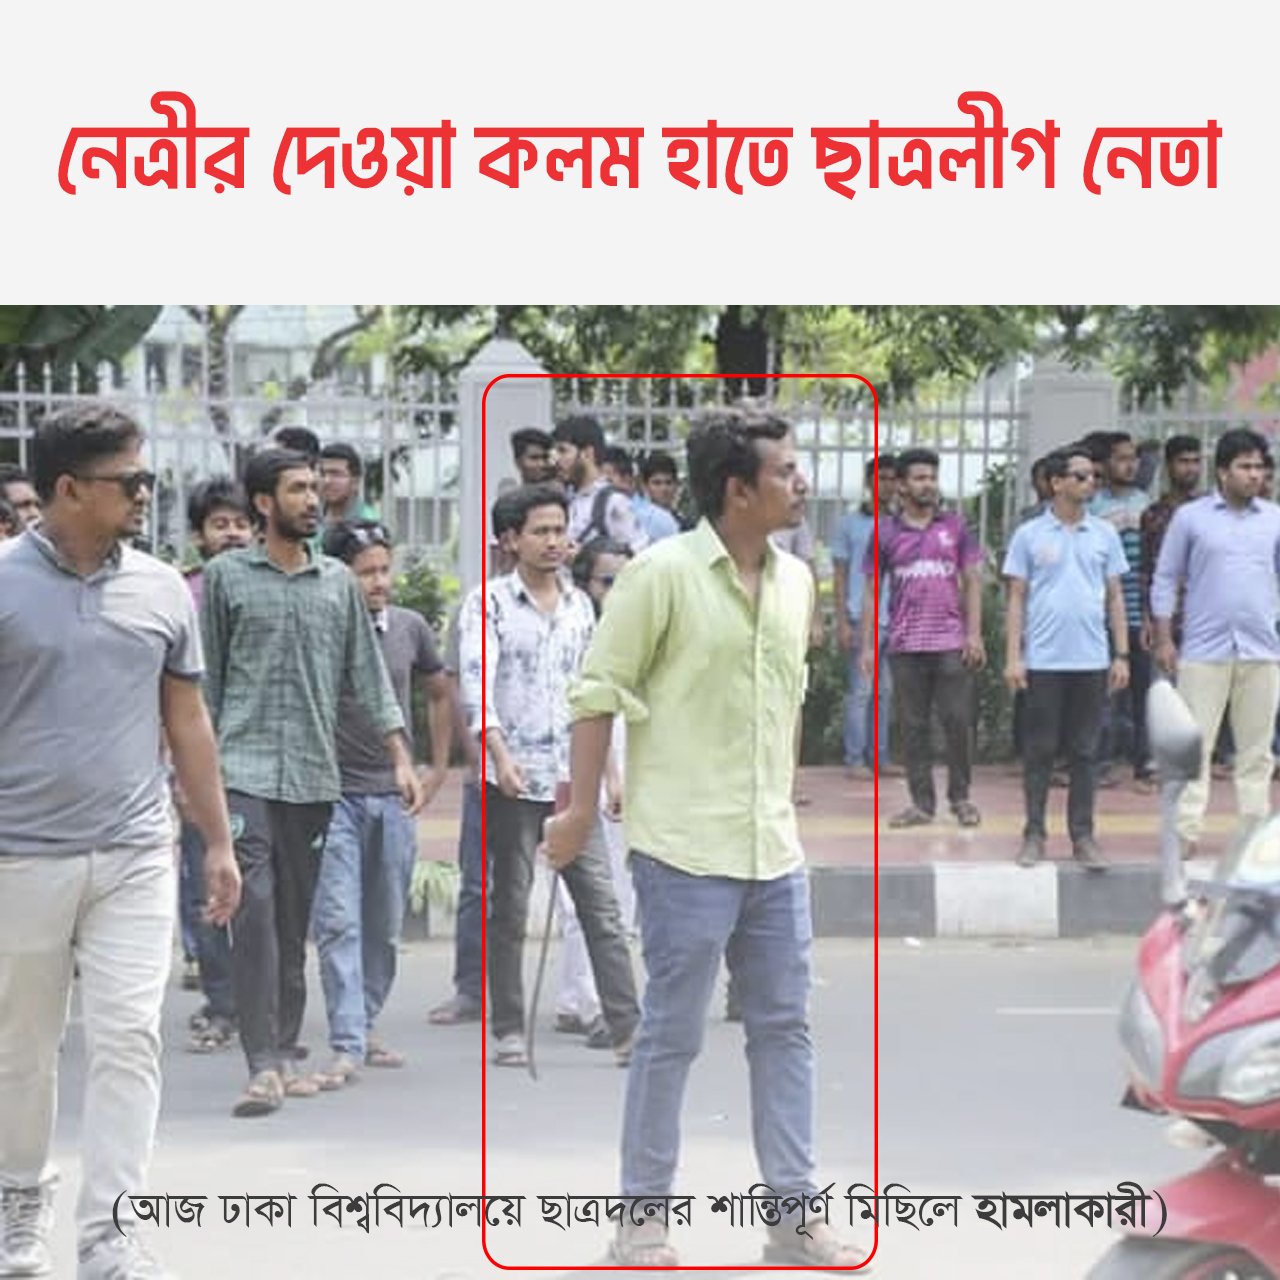 নেত্রীর দেওয়া কলম হাতে ছাত্রলীগ নেতা
(আজ ঢাকা বিশ্ববিদ্যালয়ে ছাত্রদলের শান্তিপূর্ণ মিছিলে হামলাকারী)